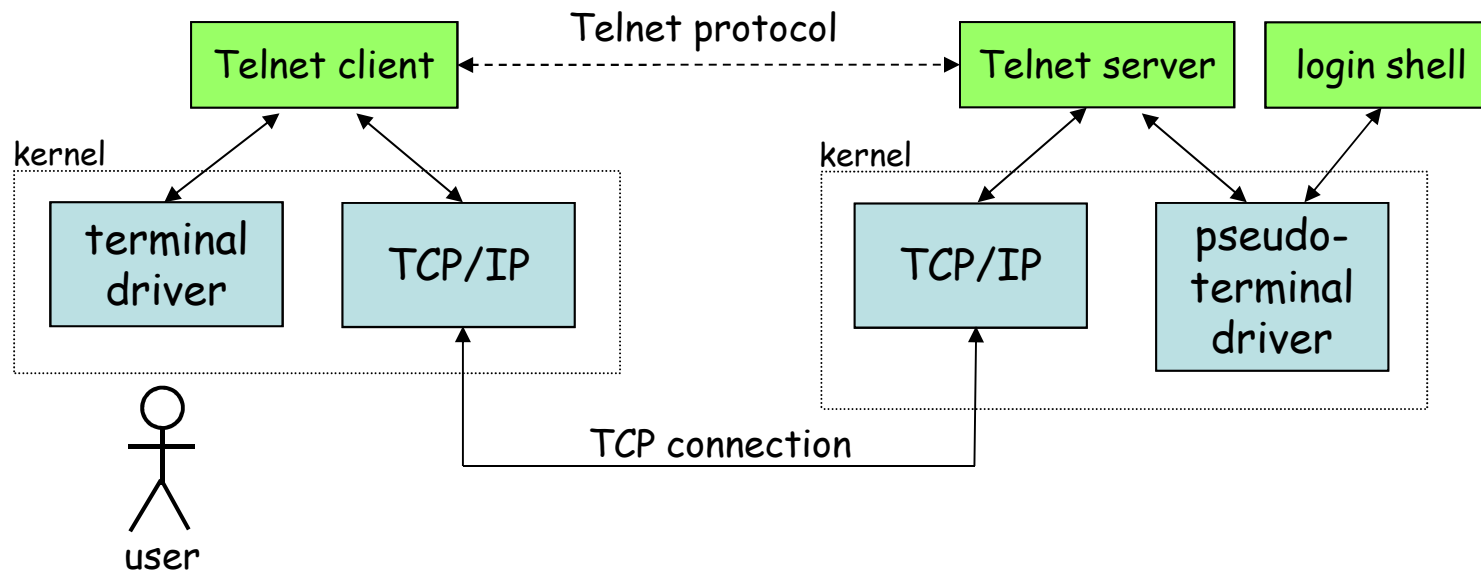 Telnet protocol
Telnet client
Telnet server
login shell
kernel
kernel
terminal
driver
TCP/IP
TCP/IP
pseudo-
terminal
driver
TCP connection
user